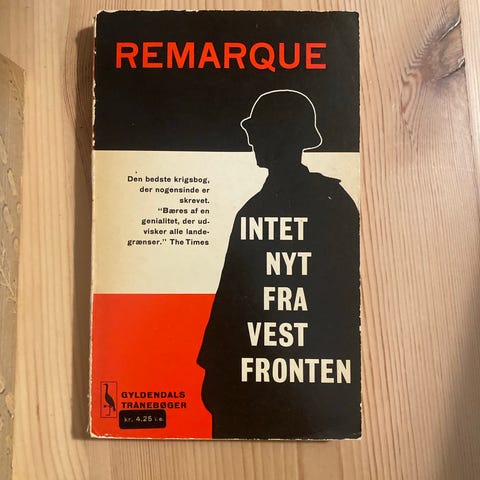 REMARQUE
Den bedste krigsbog,
der nogensinde er
skrevet.
"Bæres af en
genialitet, der ud-
visker alle lande-
grænser." The Times
INTET
NYT
FRA
VEST
FRONTEN
GYLDENDALS
TRANEBØGER
kr. 4.25 i.e.